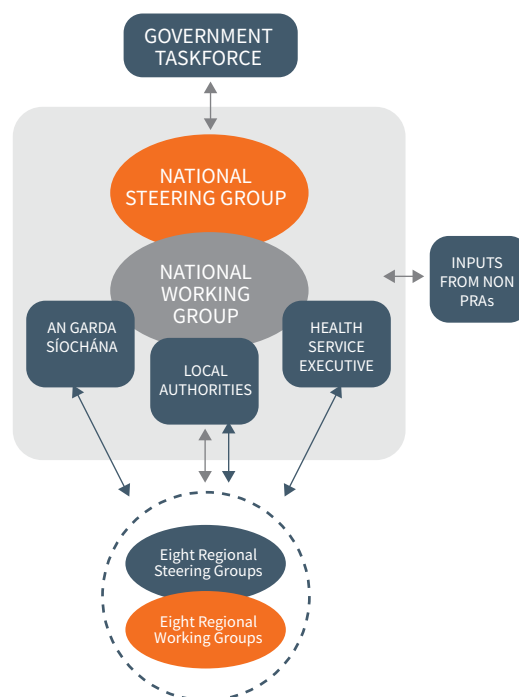 GOVERNMENT
TASKFORCE
NATIONAL
STEERING GROUP
NATIONAL
WORKING
GROUP
INPUTS
FROM NON
PRAs
AN GARDA
SÍOCHÁNA
LOCAL
AUTHORITIES
HEALTH
SERVICE
EXECUTIVE
Eight Regional
Steering Groups
Eight Regional
Working Groups